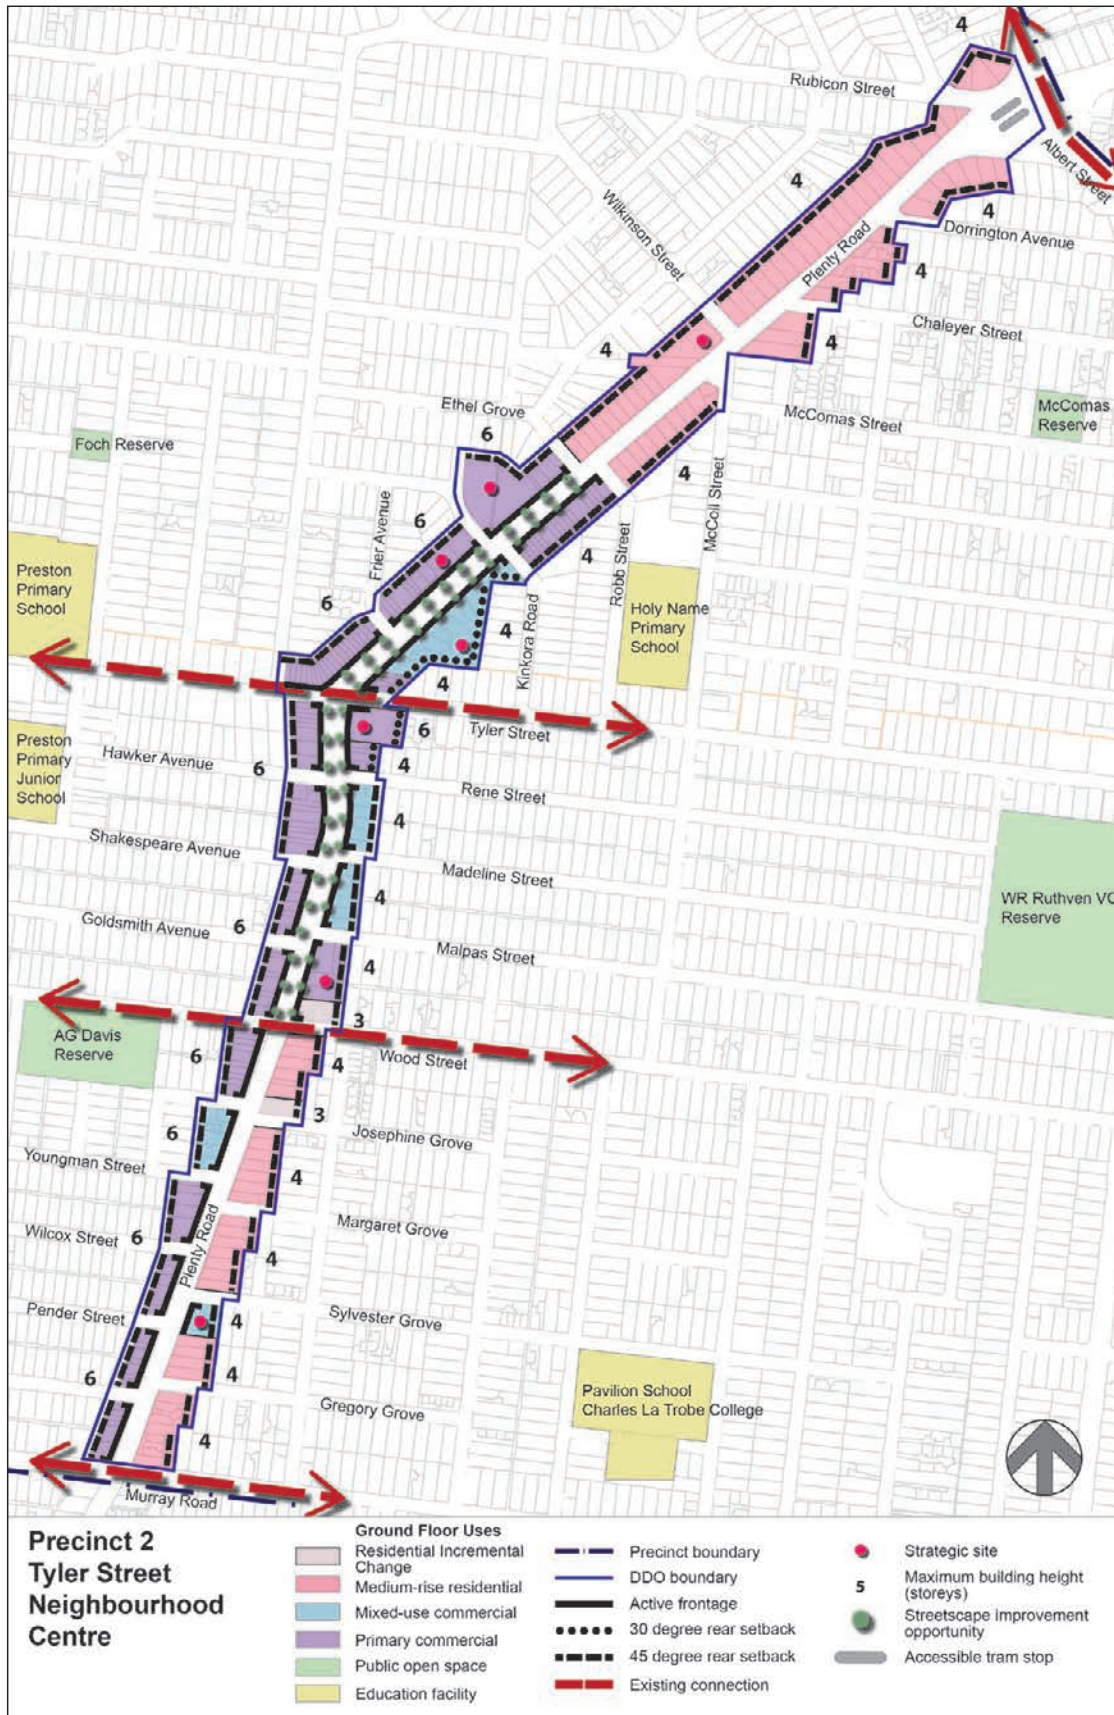 4
Rubicon Street
Albert Street
4
4
Wilkinson Street
Plenty Road
Dorrington Avenue
4
Chaleyer Street
4
4
McComas Street
McComas
Reserve
Ethel Grove
6
Foch Reserve
4
McColl Street
6
Frier Avenue
4
Robb Street
Preston
Primary
School
6
Holy Name
Primary
School
4
Kinkora Road
4
Tyler Street
6
Preston
Primary
Junior
School
Hawker Avenue
6
4
Rene Street
4
Shakespeare Avenue
Madeline Street
WR Ruthven VC
Reserve
4
6
Goldsmith Avenue
Malpas Street
4
3
AG Davis
Reserve
6
4
Wood Street
3
6
Josephine Grove
Youngman Street
4
Plenty Road
Wilcox Street
6
Margaret Grove
4
Pender Street
4
Sylvester Grove
6
4
Pavilion School
Charles La Trobe College
Gregory Grove
4
Murray Road
Precinct 2
Tyler Street
Neighbourhood
Centre
Ground Floor Uses
Residential Incremental
Change
Medium-rise residential
Mixed-use commercial
Primary commercial
Public open space
Education facility
Precinct boundary
DDO boundary
Active frontage
30 degree rear setback
45 degree rear setback
Existing connection
Strategic site
5
Maximum building height
(storeys)
Streetscape improvement
opportunity
Accessible tram stop